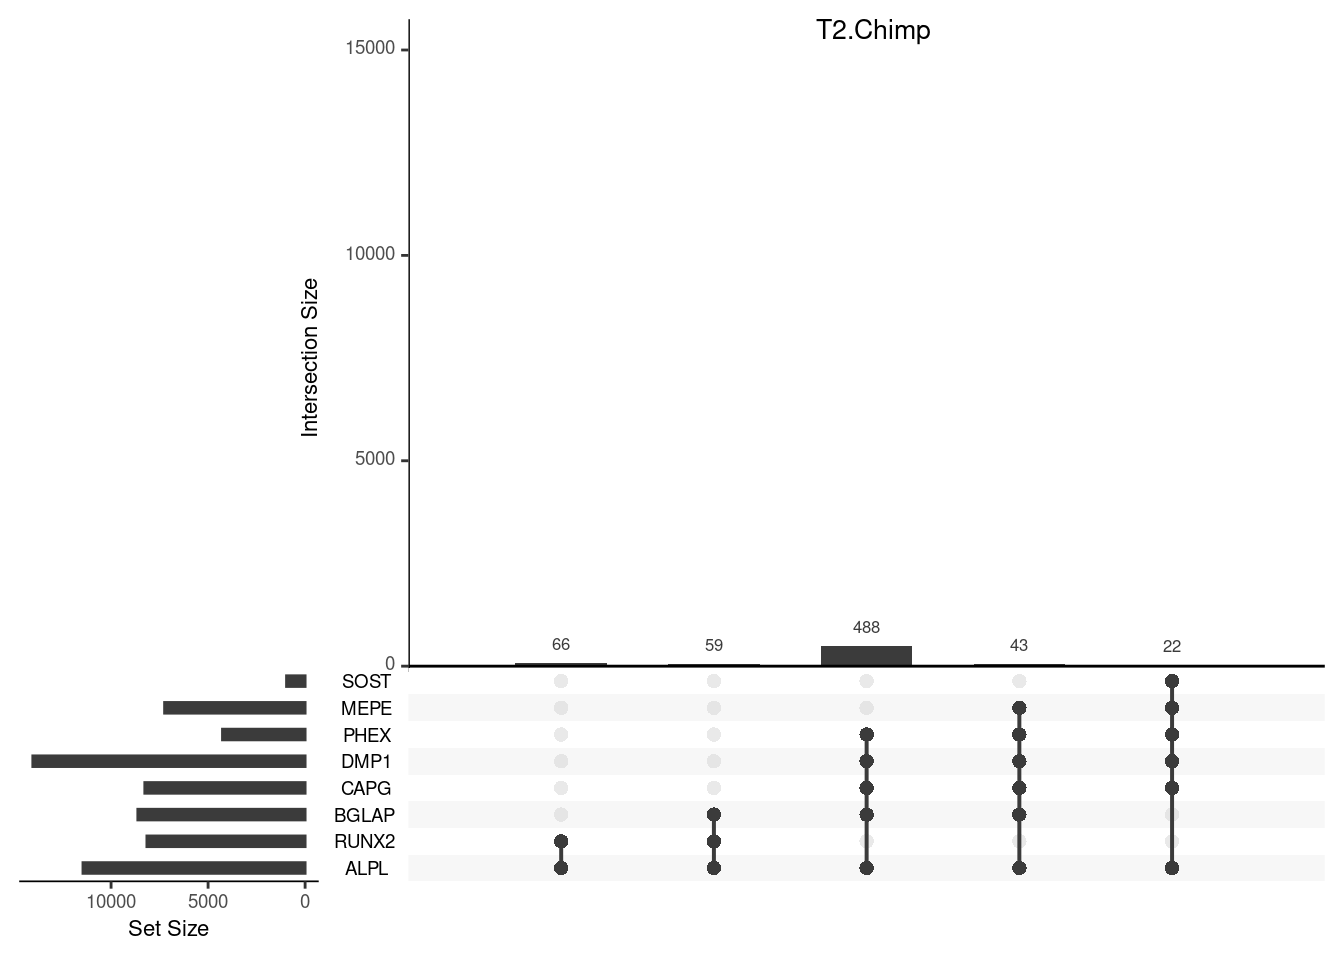 T2.Chimp
15000
10000
5000
0
Intersection Size
66
59
488
43
22
SOST
MEPE
PHEX
DMP1
CAPG
BGLAP
RUNX2
ALPL
10000 5000 0
Set Size